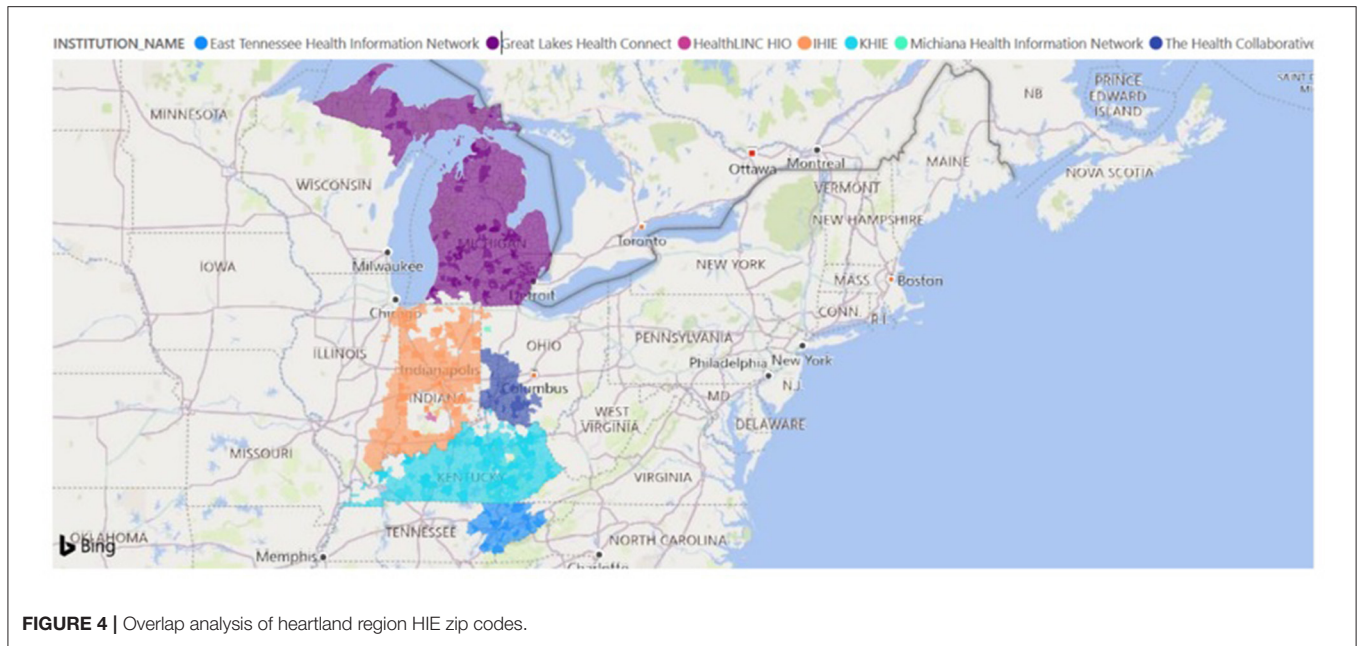 INSTITUTION_NAME East Tennessee Health Information Network Great Lakes Health Connect HealthLINC HIO IHIE KHIE Michiana Health Information Network The Health Collaborative
PRINCE
EDWARD
ISLAND
NB
MINNESOTA
Ottawa
Montreal
MAINE
NOVA SCOTIA
WISCONSIN
VERMONT
NEW HAMPSHIRE
MICHIGAN
Toronto
IOWA
Milwaukee
NEW YORK
MASS
Boston
Detroit
CONN
R.I.
Chicago
ILLINOIS
OHIO
PENNSYLVANIA
Indianapolis
Philadelphia
New York
Columbus
N.J.
INDIANA
MD
WEST
VIRGINIA
DELAWARE
MISSOURI
KENTUCKY
VIRGINIA
TENNESSEE
OKLAHOMA
Bing
NORTH CAROLINA
Memphis
Charlotte
FIGURE 4 | Overlap analysis of heartland region HIE zip codes.